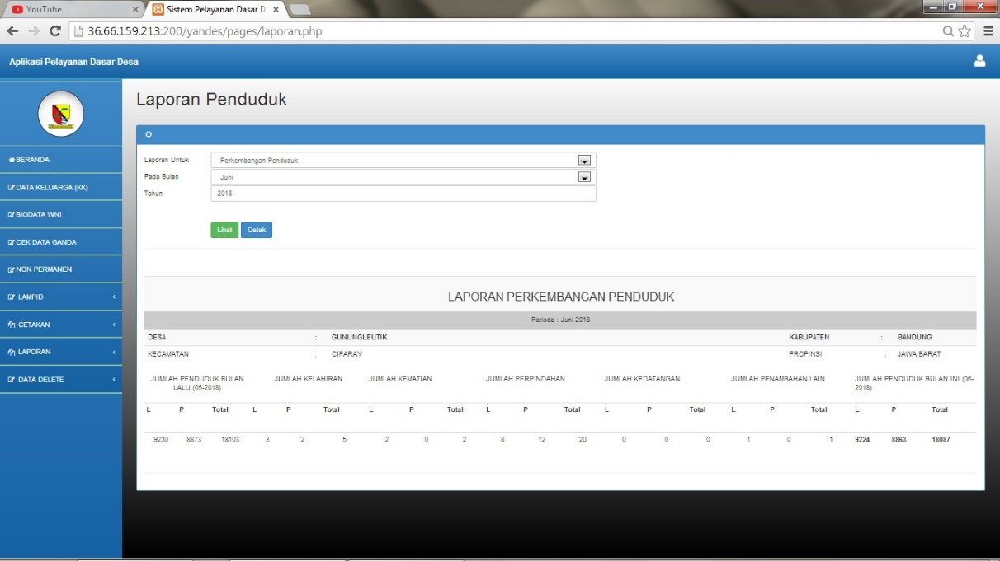 YouTube
Sistem Pelayanan Dasar D
36.66.159.213:200/yandes/pages/laporan.php
Aplikasi Pelayanan Dasar Desa
BERANDA
DATA KELUARGA (KK)
BIODATA WNI
CEK DATA GANDA
NON PERMANEN
LAMPID
CETAKAN
LAPORAN
DATA DELETE
Laporan Penduduk
Laporan Untuk Perkembangan Penduduk
Pada Bulan Juni
Tahun 2018
Lihat Cetak
LAPORAN PERKEMBANGAN PENDUDUK
Periode : Juni-2018
DESA : GUNUNGLEUTIK KABUPATEN : BANDUNG
KECAMATAN : CIPARAY PROPINSI : JAWA BARAT
JUMLAH PENDUDUK BULAN LALU (05-2018) JUMLAH KELAHIRAN JUMLAH KEMATIAN JUMLAH PERPINDAHAN JUMLAH KEDATANGAN JUMLAH PENAMBAHAN LAIN JUMLAH PENDUDUK BULAN INI (06-2018)
L P Total L P Total L P Total L P Total L P Total L P Total L P Total
9230 8873 18103 3 2 5 2 0 2 8 12 20 0 0 0 1 0 1 9224 8863 18087